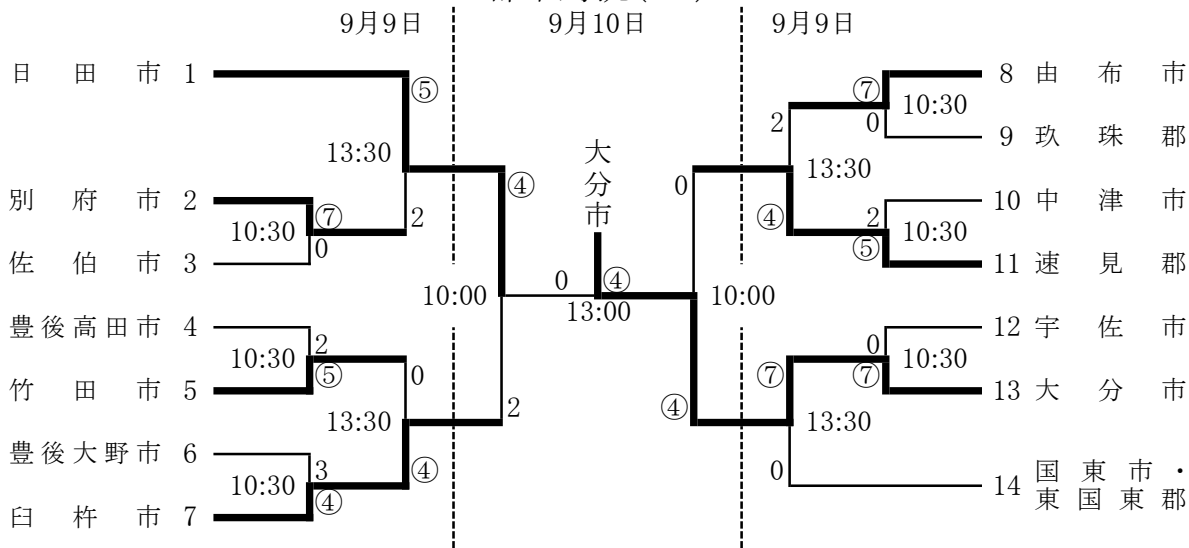 9月9日 9月10日 9月9日
日田市 1 ⑤ ⑦ 8 由布市
10:30
2 0 9 玖珠郡
13:30 大分市 13:30
④ 0
別府市 2 ⑦ 2 ④ 2 10 中津市
10:30 10:30
佐伯市 3 0 ⑤ 11 速見郡
10:00 0 ④ 10:00
13:00
豊後高田市 4 2 0 12 宇佐市
10:30 10:30
竹田市 5 ⑤ 0 ⑦ ⑦ 13 大分市
13:30 2 ④ 13:30
豊後大野市 6 3 ④ 0
10:30 14 国東市・東国東郡
臼杵市 7 ④